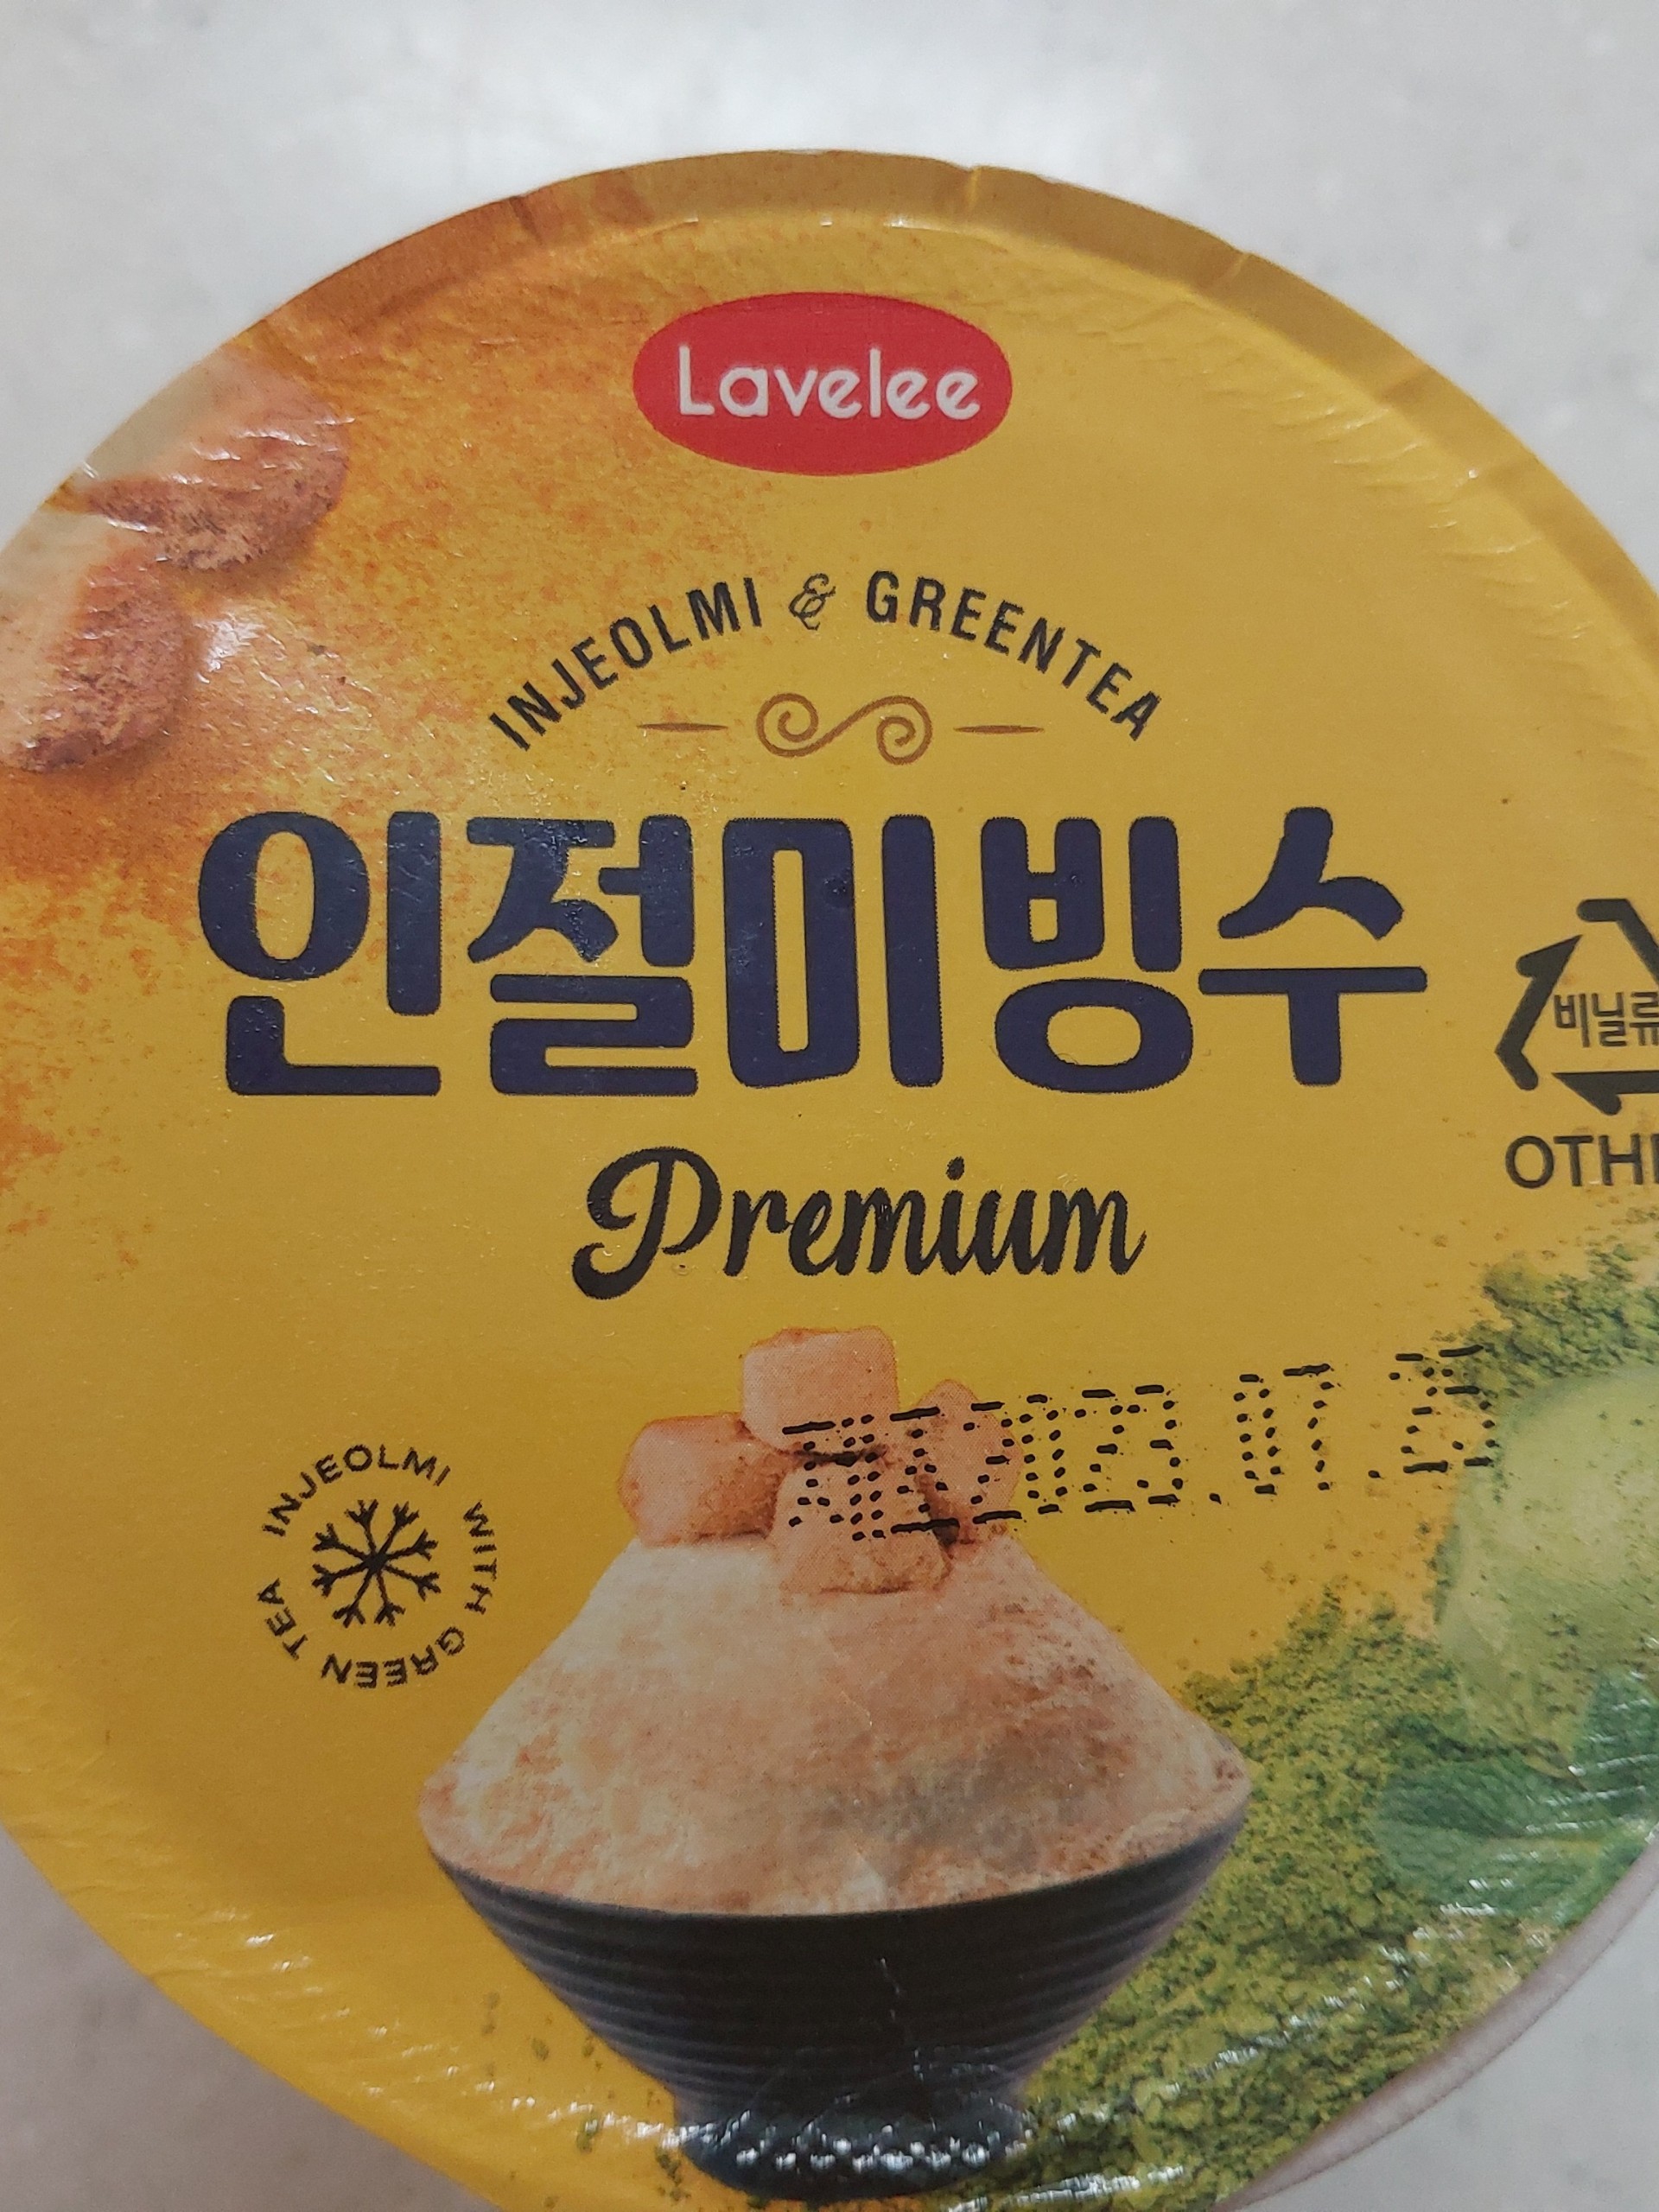 Lavelee
INJEOLMI & GREENTEA
인절미빙수
비닐류
OTH
Premium
INJEOLMI WITH GREEN TEA